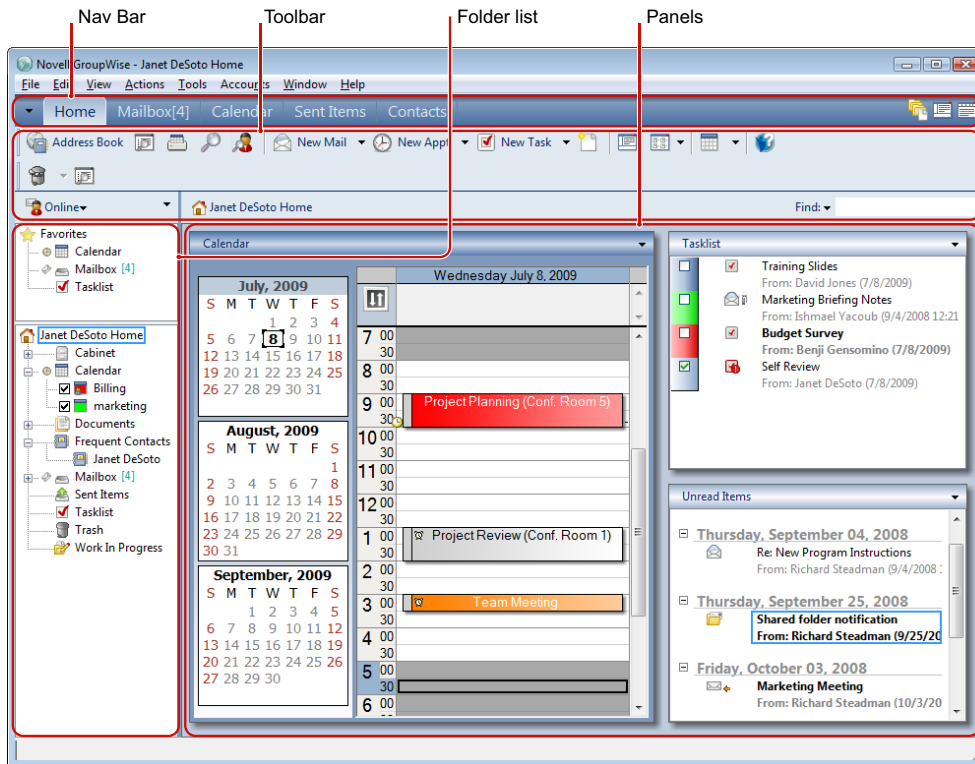 Nav Bar Toolbar Folder list Panels
Novell GroupWise - Janet DeSoto Home
File Edit View Actions Tools Accounts Window Help
Home Mailbox[4] Calendar Sent Items Contacts
Address Book New Mail New Appt New Task
Online Janet DeSoto Home Find:
Favorites
Calendar
Mailbox [4]
Tasklist
Janet DeSoto Home
Cabinet
Calendar
Billing
marketing
Documents
Frequent Contacts
Janet DeSoto
Mailbox [4]
Sent Items
Tasklist
Trash
Work In Progress
Calendar
July, 2009
S M T W T F S
1 2 3 4
5 6 7 8 9 10 11
12 13 14 15 16 17 18
19 20 21 22 23 24 25
26 27 28 29 30 31
August, 2009
S M T W T F S
1
2 3 4 5 6 7 8
9 10 11 12 13 14 15
16 17 18 19 20 21 22
23 24 25 26 27 28 29
30 31
September, 2009
S M T W T F S
1 2 3 4 5
6 7 8 9 10 11 12
13 14 15 16 17 18 19
20 21 22 23 24 25 26
27 28 29 30
Wednesday July 8, 2009
7 00
30
8 00
30
9 00 Project Planning (Conf. Room 5)
30
10 00
30
11 00
30
12 00
30
1 00 Project Review (Conf. Room 1)
30
2 00
30
3 00 Team Meeting
30
4 00
30
5 00
30
6 00
Tasklist
Training Slides
From: David Jones (7/8/2009)
Marketing Briefing Notes
From: Ishmael Yacoub (9/4/2008 12:21
Budget Survey
From: Benji Gensomino (7/8/2009)
Self Review
From: Janet DeSoto (7/8/2009)
Unread Items
Thursday, September 04, 2008
Re: New Program Instructions
From: Richard Steadman (9/4/2008
Thursday, September 25, 2008
Shared folder notification
From: Richard Steadman (9/25/20
Friday, October 03, 2008
Marketing Meeting
From: Richard Steadman (10/3/20